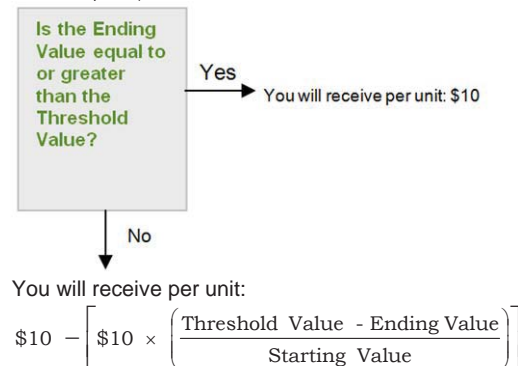 Is the Ending
Value equal to
or greater
than the
Threshold
Value?
Yes
You will receive per unit: $10
No
You will receive per unit:
$10 − [$10 × (Threshold Value - Ending Value / Starting Value)]